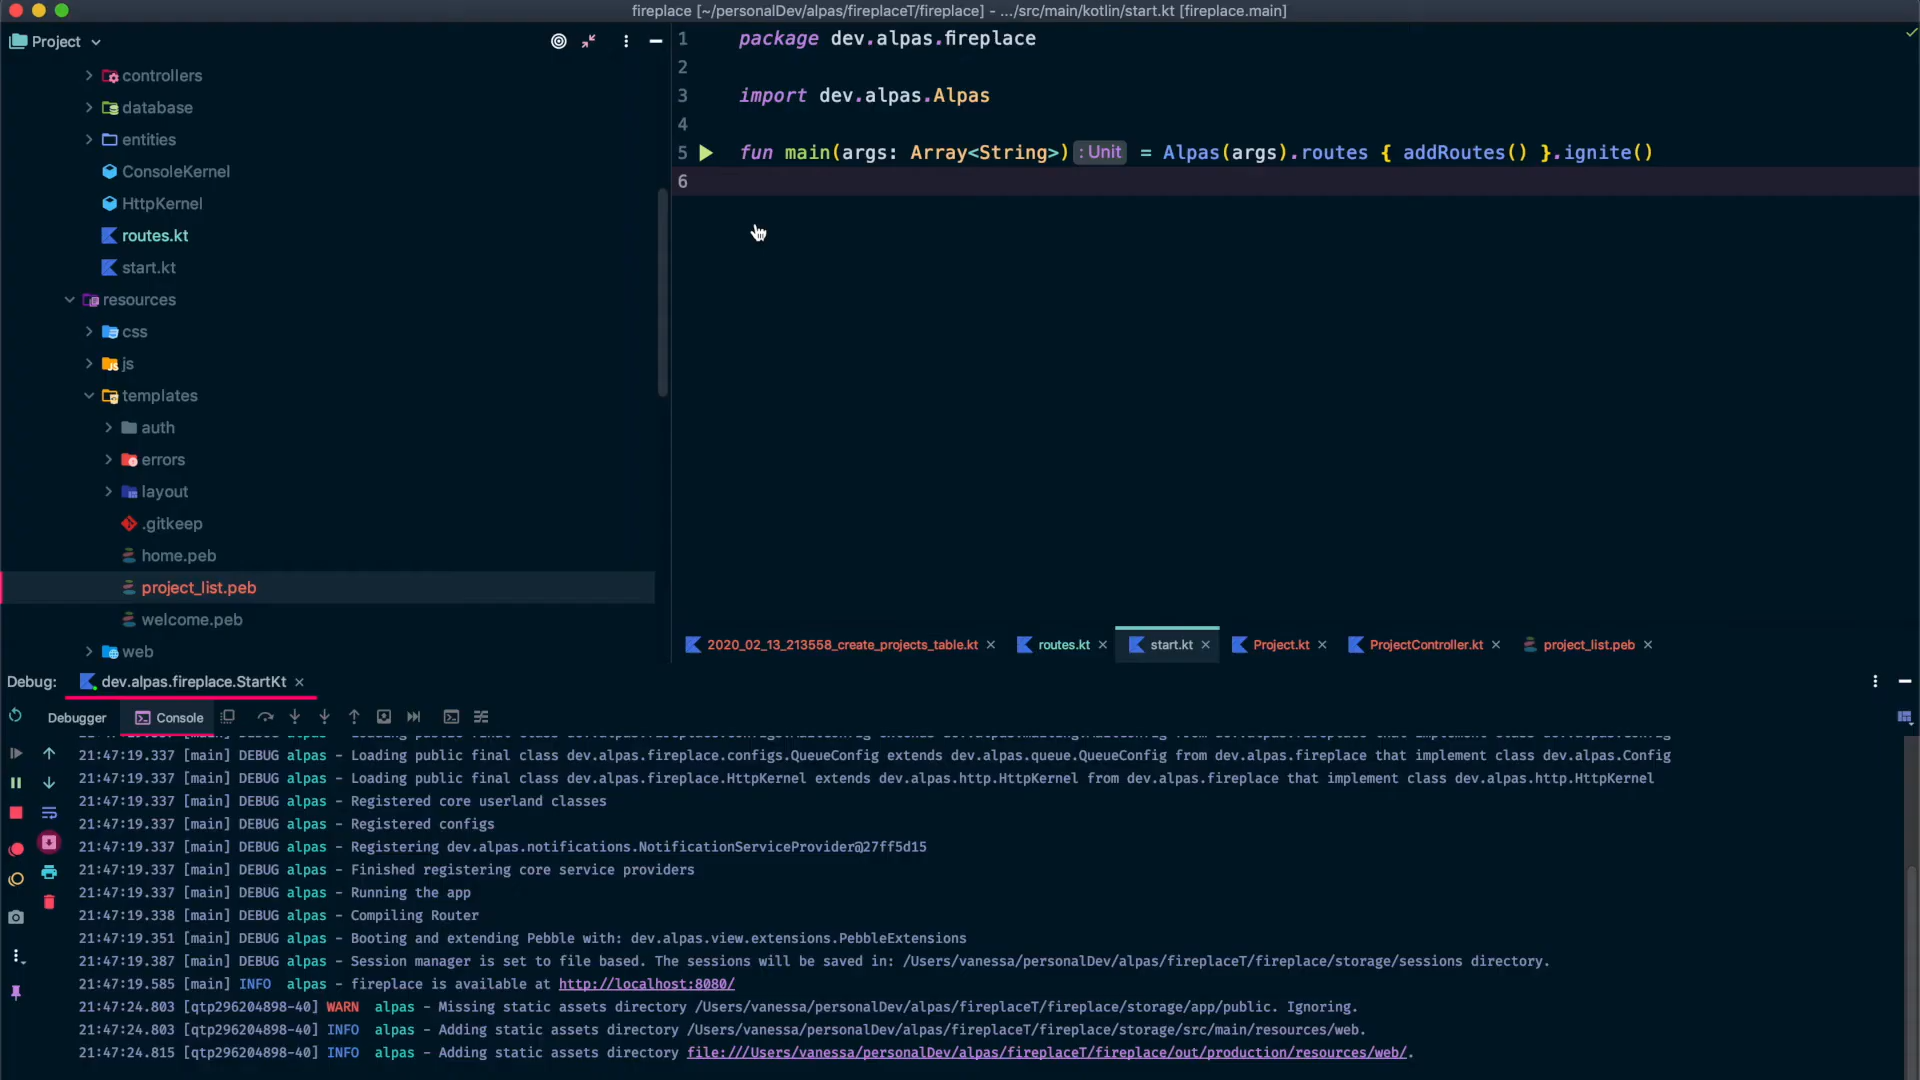 fireplace [~/personalDev/alpas/fireplaceT/fireplace] - .../src/main/kotlin/start.kt [fireplace.main]
Project
controllers
database
entities
ConsoleKernel
HttpKernel
routes.kt
start.kt
resources
css
js
templates
auth
errors
layout
.gitkeep
home.peb
project_list.peb
welcome.peb
web
1 package dev.alpas.fireplace
2
3 import dev.alpas.Alpas
4
5 fun main(args: Array<String>) : Unit = Alpas(args).routes { addRoutes() }.ignite()
6
2020_02_13_213558_create_projects_table.kt
routes.kt
start.kt
Project.kt
ProjectController.kt
project_list.peb
Debug: dev.alpas.fireplace.StartKt
Debugger Console
21:47:19.337 [main] DEBUG alpas - Loading public final class dev.alpas.fireplace.configs.QueueConfig extends dev.alpas.queue.QueueConfig from dev.alpas.fireplace that implement class dev.alpas.Config
21:47:19.337 [main] DEBUG alpas - Loading public final class dev.alpas.fireplace.HttpKernel extends dev.alpas.http.HttpKernel from dev.alpas.fireplace that implement class dev.alpas.http.HttpKernel
21:47:19.337 [main] DEBUG alpas - Registered core userland classes
21:47:19.337 [main] DEBUG alpas - Registered configs
21:47:19.337 [main] DEBUG alpas - Registering dev.alpas.notifications.NotificationServiceProvider@27ff5d15
21:47:19.337 [main] DEBUG alpas - Finished registering core service providers
21:47:19.337 [main] DEBUG alpas - Running the app
21:47:19.338 [main] DEBUG alpas - Compiling Router
21:47:19.351 [main] DEBUG alpas - Booting and extending Pebble with: dev.alpas.view.extensions.PebbleExtensions
21:47:19.387 [main] DEBUG alpas - Session manager is set to file based. The sessions will be saved in: /Users/vanessa/personalDev/alpas/fireplaceT/fireplace/storage/sessions directory.
21:47:19.585 [main] INFO alpas - fireplace is available at http://localhost:8080/
21:47:24.803 [qtp296204898-40] WARN alpas - Missing static assets directory /Users/vanessa/personalDev/alpas/fireplaceT/fireplace/storage/app/public. Ignoring.
21:47:24.803 [qtp296204898-40] INFO alpas - Adding static assets directory /Users/vanessa/personalDev/alpas/fireplaceT/fireplace/storage/src/main/resources/web.
21:47:24.815 [qtp296204898-40] INFO alpas - Adding static assets directory file:///Users/vanessa/personalDev/alpas/fireplaceT/fireplace/out/production/resources/web/.